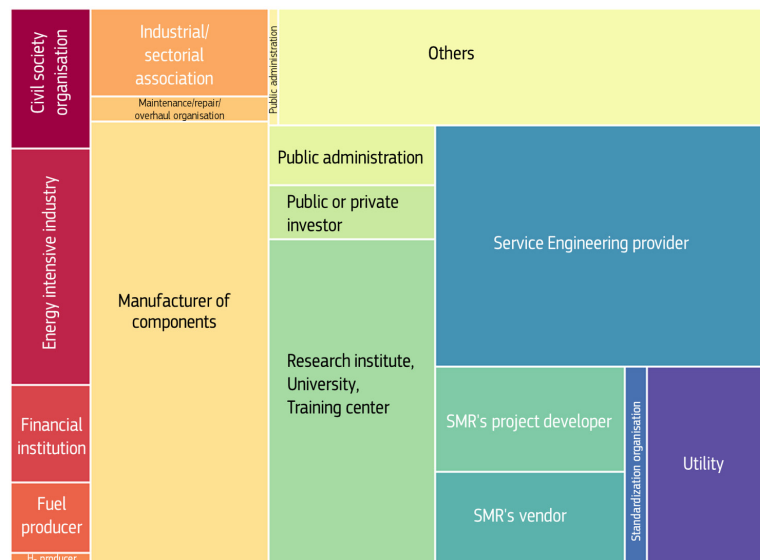 Civil society
organisation
Industrial/
sectorial
association
Maintenance/repair/
overhaul organisation
Public administration
Others
Energy intensive industry
Manufacturer of
components
Public administration
Public or private
investor
Service Engineering provider
Research institute,
University,
Training center
Financial
institution
SMR's project developer
Standardization organisation
Utility
Fuel
producer
SMR's vendor
producer